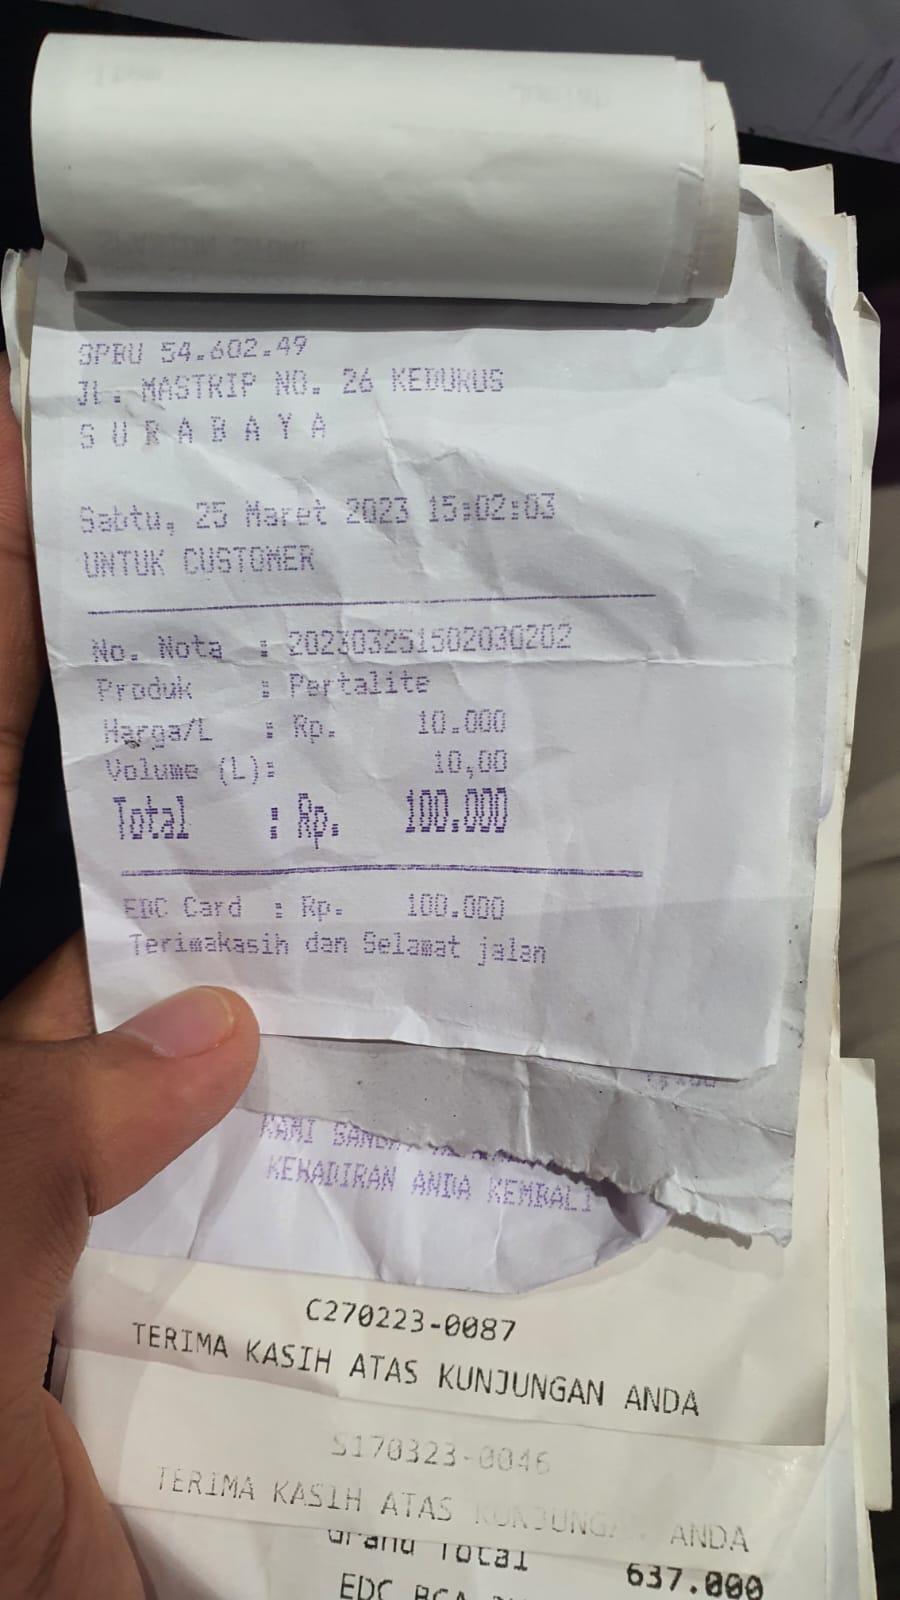 SPBU 54.602.49
JL. MASTRIP NO. 26 KEDURUS
S U R A B A Y A
Sabtu, 25 Maret 2023 15:02:03
UNTUK CUSTOMER
No. Nota : 202303251502030202
Produk : Pertalite
Harga/L : Rp. 10.000
Volume (L): 10,00
Total : Rp. 100.000
EDC Card : Rp. 100.000
Terimakasih dan Selamat jalan
KAMI
KEHADIRAN ANDA KEMBALI
C270223-0087
TERIMA KASIH ATAS KUNJUNGAN ANDA
S170323-0046
TERIMA KASIH ATAS KUNJUNGAN ANDA
Grand Total 637.000
EDC BCA